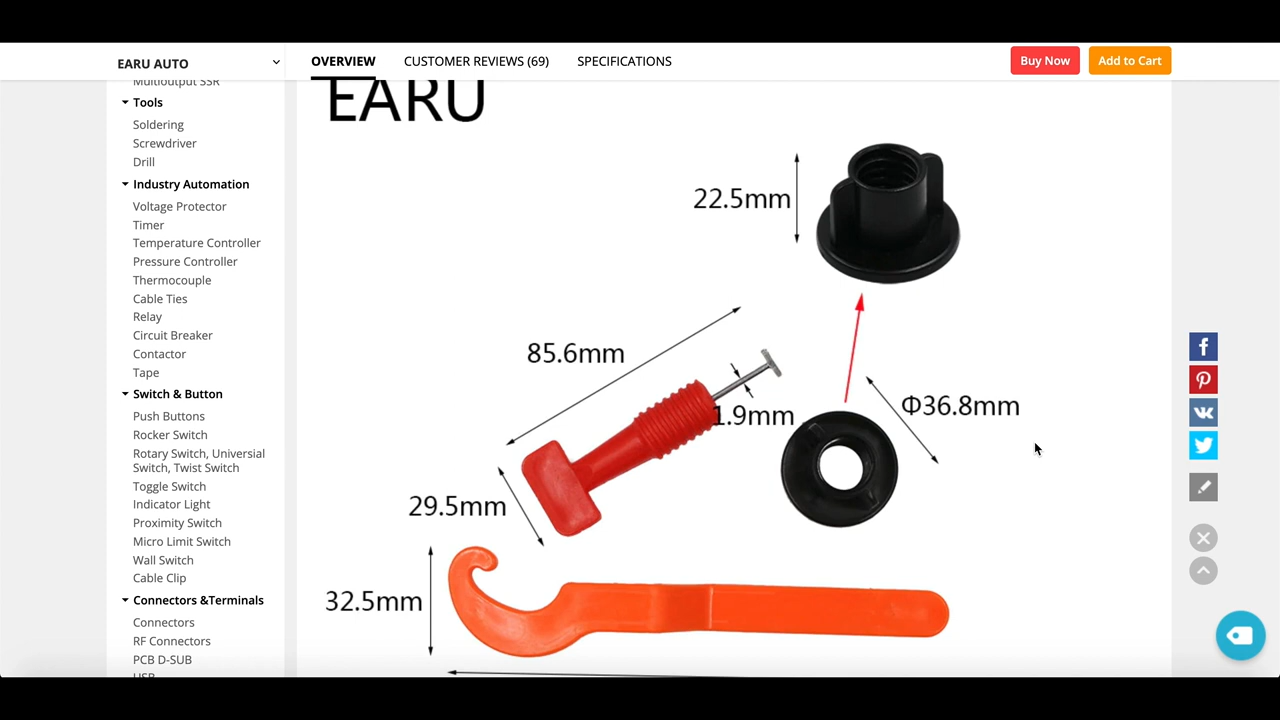 EARU AUTO
OVERVIEW
CUSTOMER REVIEWS (69)
SPECIFICATIONS
Buy Now
Add to Cart
Multioutput SSR
Tools
Soldering
Screwdriver
Drill
Industry Automation
Voltage Protector
Timer
Temperature Controller
Pressure Controller
Thermocouple
Cable Ties
Relay
Circuit Breaker
Contactor
Tape
Switch & Button
Push Buttons
Rocker Switch
Rotary Switch, Universial
Switch, Twist Switch
Toggle Switch
Indicator Light
Proximity Switch
Micro Limit Switch
Wall Switch
Cable Clip
Connectors &Terminals
Connectors
RF Connectors
PCB D-SUB
USB
EARU
22.5mm
85.6mm
1.9mm
Φ36.8mm
29.5mm
32.5mm